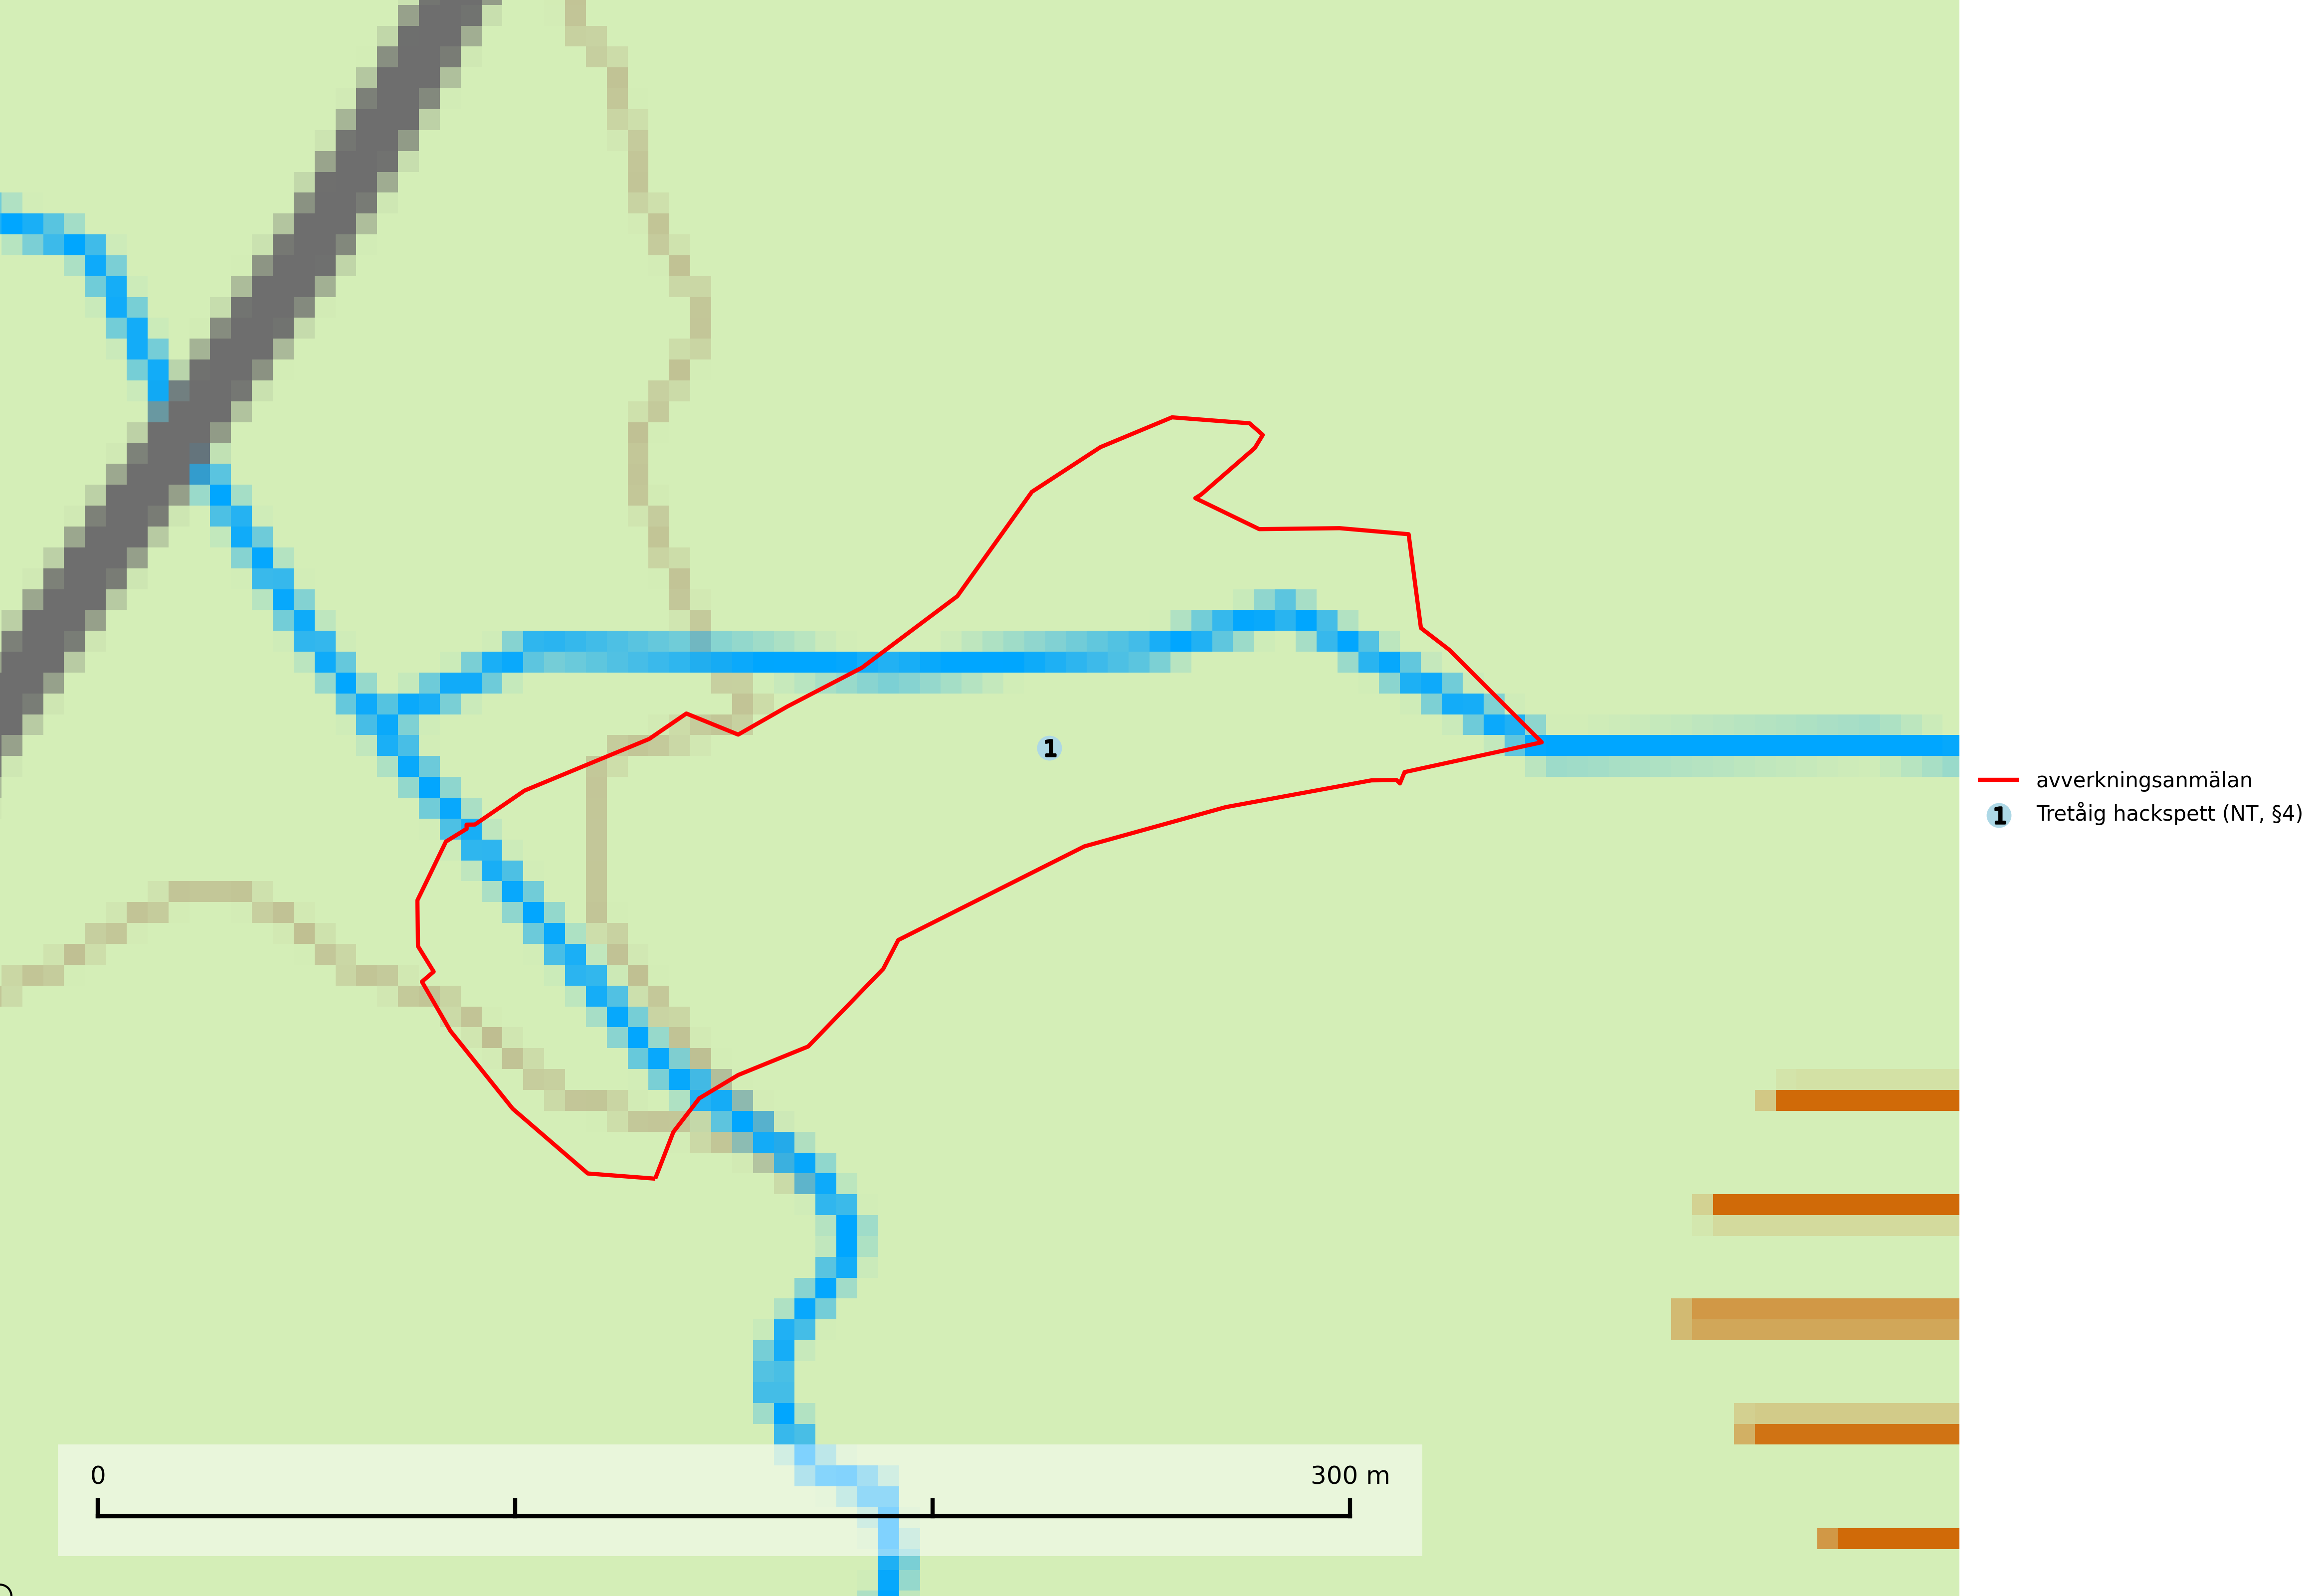 1
avverkningsanmälan
1 Tretåig hackspett (NT, §4)
0 300 m